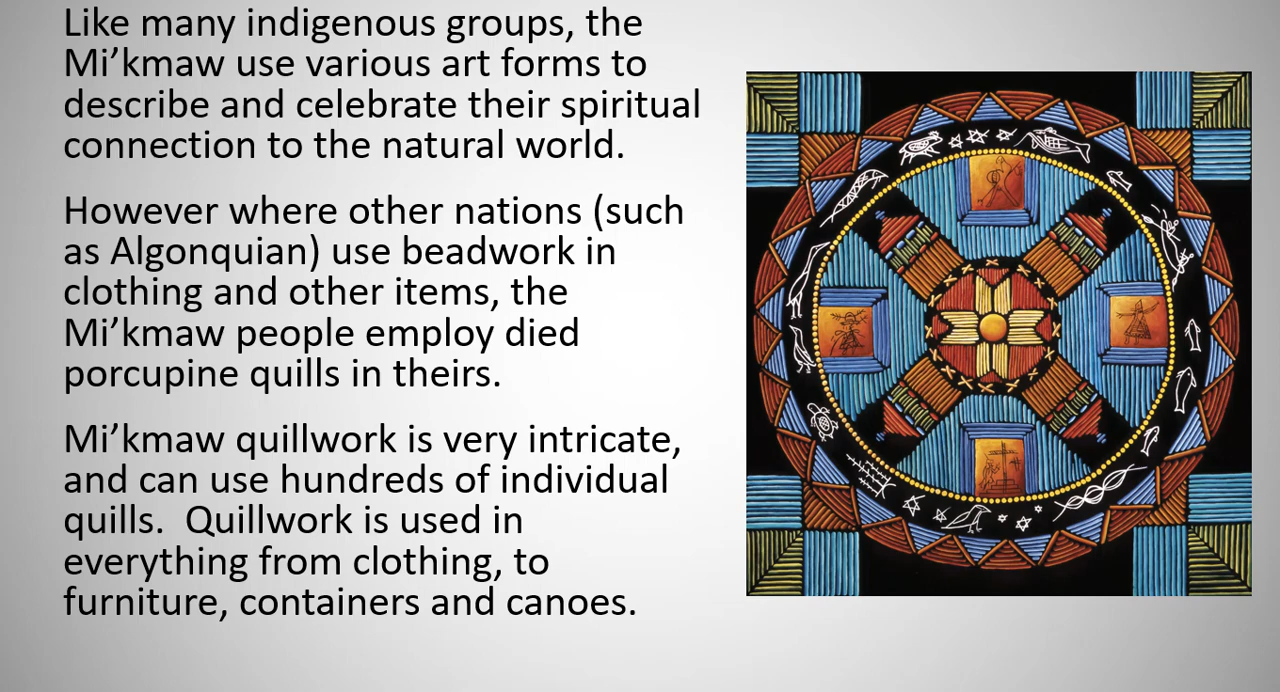 Like many indigenous groups, the
Mi’kmaw use various art forms to
describe and celebrate their spiritual
connection to the natural world.
However where other nations (such
as Algonquian) use beadwork in
clothing and other items, the
Mi’kmaw people employ died
porcupine quills in theirs.
Mi’kmaw quillwork is very intricate,
and can use hundreds of individual
quills.  Quillwork is used in
everything from clothing, to
furniture, containers and canoes.